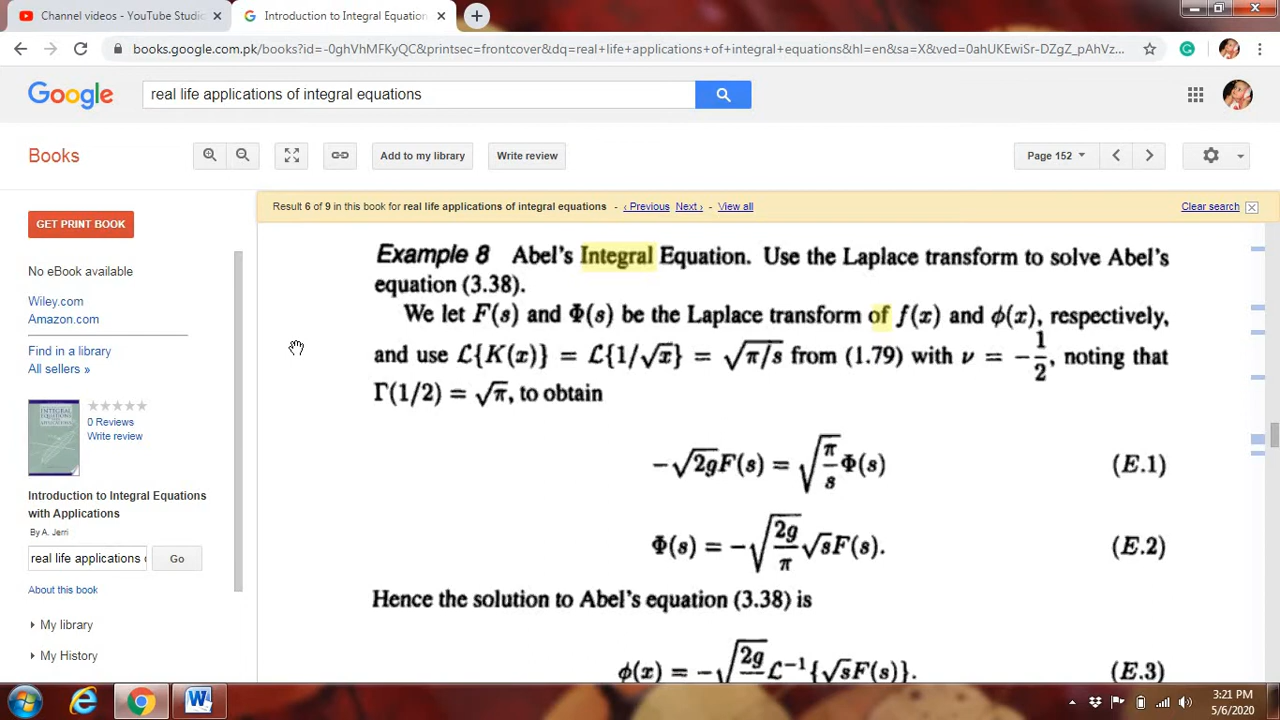 Channel videos - YouTube Studio
Introduction to Integral Equation
books.google.com.pk/books?id=-0ghVhMFKyQC&printsec=frontcover&dq=real+life+applications+of+integral+equations&hl=en&sa=X&ved=0ahUKEwiSr-DZgZ_pAhVz...
Google
real life applications of integral equations
Books
Add to my library
Write review
Page 152
Result 6 of 9 in this book for real life applications of integral equations - ‹ Previous Next › - View all
Clear search
GET PRINT BOOK
No eBook available
Wiley.com
Amazon.com
Find in a library
All sellers »
INTEGRAL EQUATIONS
0 Reviews
Write review
Introduction to Integral Equations
with Applications
By A. Jerri
real life applications
Go
About this book
My library
My History
Example 8 Abel's Integral Equation. Use the Laplace transform to solve Abel's
equation (3.38).
We let F(s) and Φ(s) be the Laplace transform of f(x) and ϕ(x), respectively,
and use ℒ{K(x)} = ℒ{1/√x} = √π/s from (1.79) with ν = −1/2, noting that
Γ(1/2) = √π, to obtain
−√2gF(s) = √(π/s)Φ(s) (E.1)
Φ(s) = −√(2g/π)√sF(s). (E.2)
Hence the solution to Abel's equation (3.38) is
ϕ(x) = −√2g ℒ⁻¹{√sF(s)}. (E.3)
3:21 PM
5/6/2020